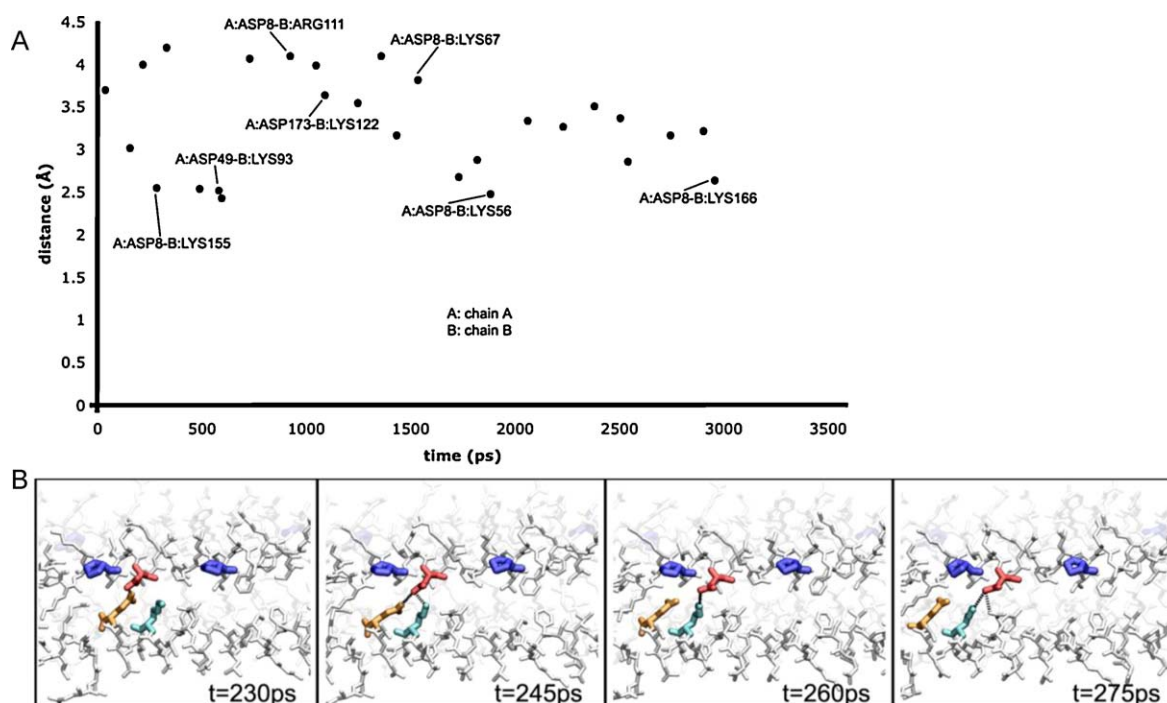 A
4.5
4
3.5
3
2.5
2
1.5
1
0.5
0
distance (Å)
A:ASP8-B:ARG111
A:ASP8-B:LYS67
A:ASP173-B:LYS122
A:ASP49-B:LYS93
A:ASP8-B:LYS56
A:ASP8-B:LYS166
A:ASP8-B:LYS155
A: chain A
B: chain B
0 500 1000 1500 2000 2500 3000 3500
time (ps)
B
t=230ps t=245ps t=260ps t=275ps